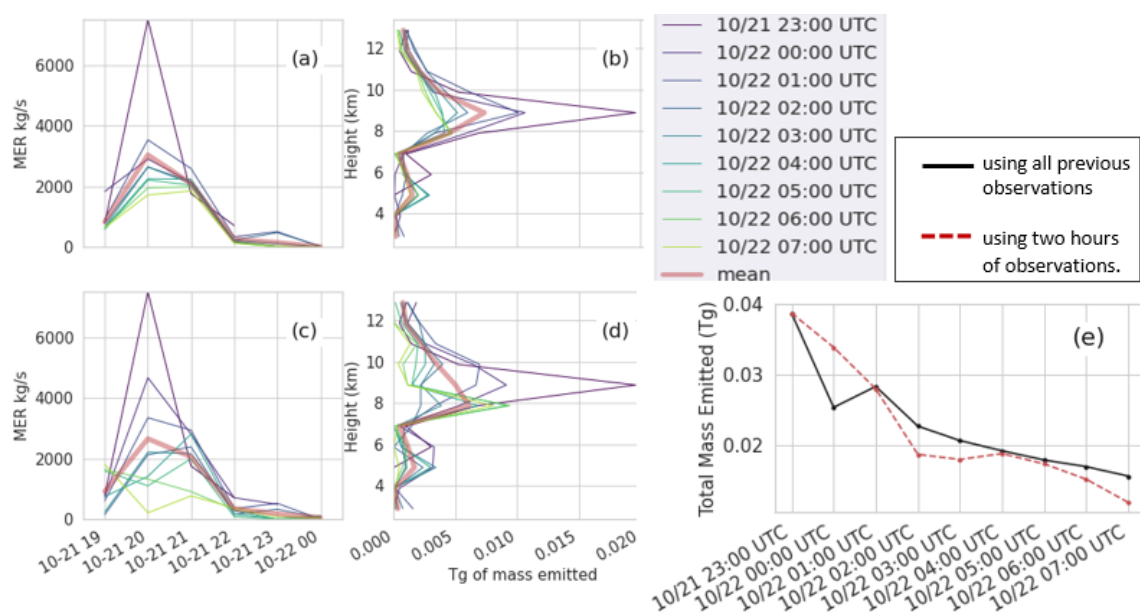 (a)
6000
4000
2000
0
MER kg/s
(b)
12
10
8
6
4
Height (km)
10/21 23:00 UTC
10/22 00:00 UTC
10/22 01:00 UTC
10/22 02:00 UTC
10/22 03:00 UTC
10/22 04:00 UTC
10/22 05:00 UTC
10/22 06:00 UTC
10/22 07:00 UTC
mean
using all previous
observations
using two hours
of observations.
(c)
6000
4000
2000
0
MER kg/s
10-21 19
10-21 20
10-21 21
10-21 22
10-21 23
10-22 00
(d)
12
10
8
6
4
Height (km)
0.000
0.005
0.010
0.015
0.020
Tg of mass emitted
(e)
0.04
0.03
0.02
Total Mass Emitted (Tg)
10/21 23:00 UTC
10/22 00:00 UTC
10/22 01:00 UTC
10/22 02:00 UTC
10/22 03:00 UTC
10/22 04:00 UTC
10/22 05:00 UTC
10/22 06:00 UTC
10/22 07:00 UTC